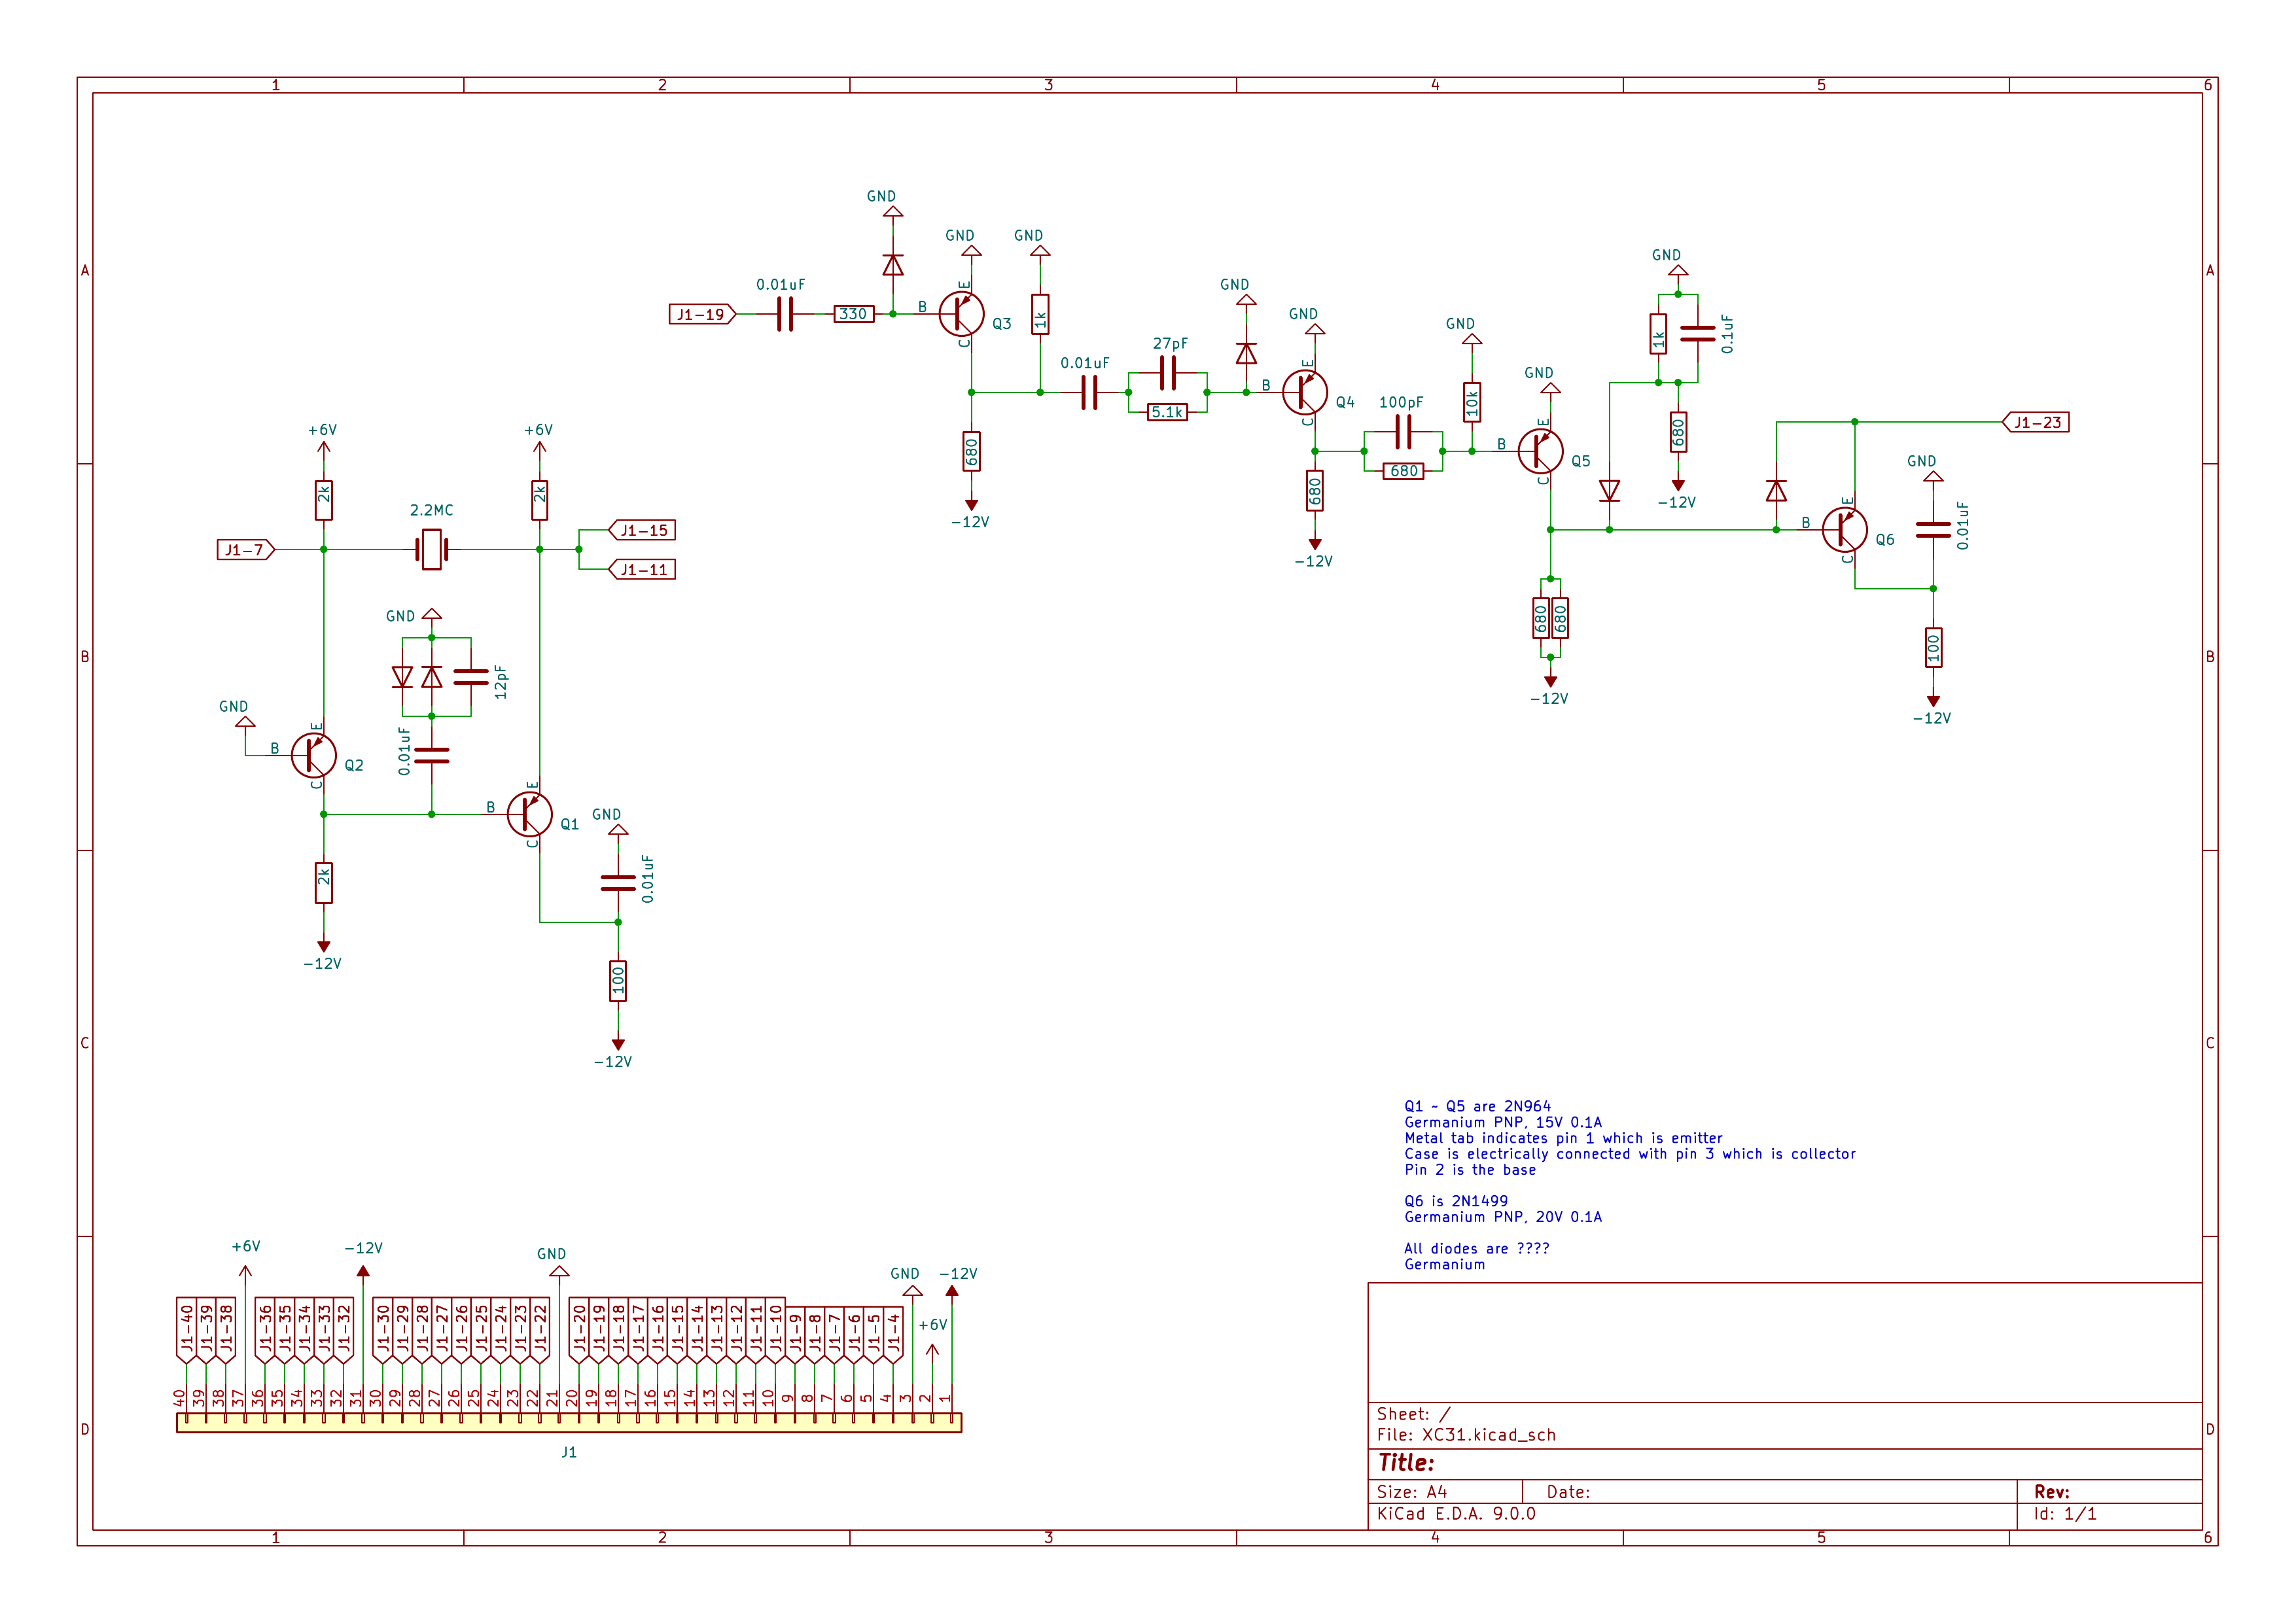 1 2 3 4 5 6
A A
GND
GND GND
0.01uF
J1-19 330 B E C Q3 1k
680
-12V
GND
0.01uF 27pF 5.1k
GND
B E C Q4
680
-12V
100pF 680
GND
10k
GND
B E C Q5
680 680
-12V
GND
1k 0.1uF
680
-12V
J1-23
B E C Q6
GND
0.01uF
100
-12V
+6V +6V
2k 2.2MC 2k
J1-7 J1-15
J1-11
B B
GND
12pF
GND
0.01uF
B E C Q2
B E C Q1
GND
0.01uF
2k
-12V
100
-12V
C C
Q1 ~ Q5 are 2N964
Germanium PNP, 15V 0.1A
Metal tab indicates pin 1 which is emitter
Case is electrically connected with pin 3 which is collector
Pin 2 is the base
Q6 is 2N1499
Germanium PNP, 20V 0.1A
All diodes are ????
Germanium
+6V -12V GND GND -12V
+6V
J1-40 J1-39 J1-38 J1-36 J1-35 J1-34 J1-33 J1-32 J1-30 J1-29 J1-28 J1-27 J1-26 J1-25 J1-24 J1-23 J1-22 J1-20 J1-19 J1-18 J1-17 J1-16 J1-15 J1-14 J1-13 J1-12 J1-11 J1-10 J1-9 J1-8 J1-7 J1-6 J1-5 J1-4
40 39 38 37 36 35 34 33 32 31 30 29 28 27 26 25 24 23 22 21 20 19 18 17 16 15 14 13 12 11 10 9 8 7 6 5 4 3 2 1
J1
D D
Sheet: /
File: XC31.kicad_sch
Title:
Size: A4 Date: Rev:
KiCad E.D.A. 9.0.0 Id: 1/1
1 2 3 4 5 6